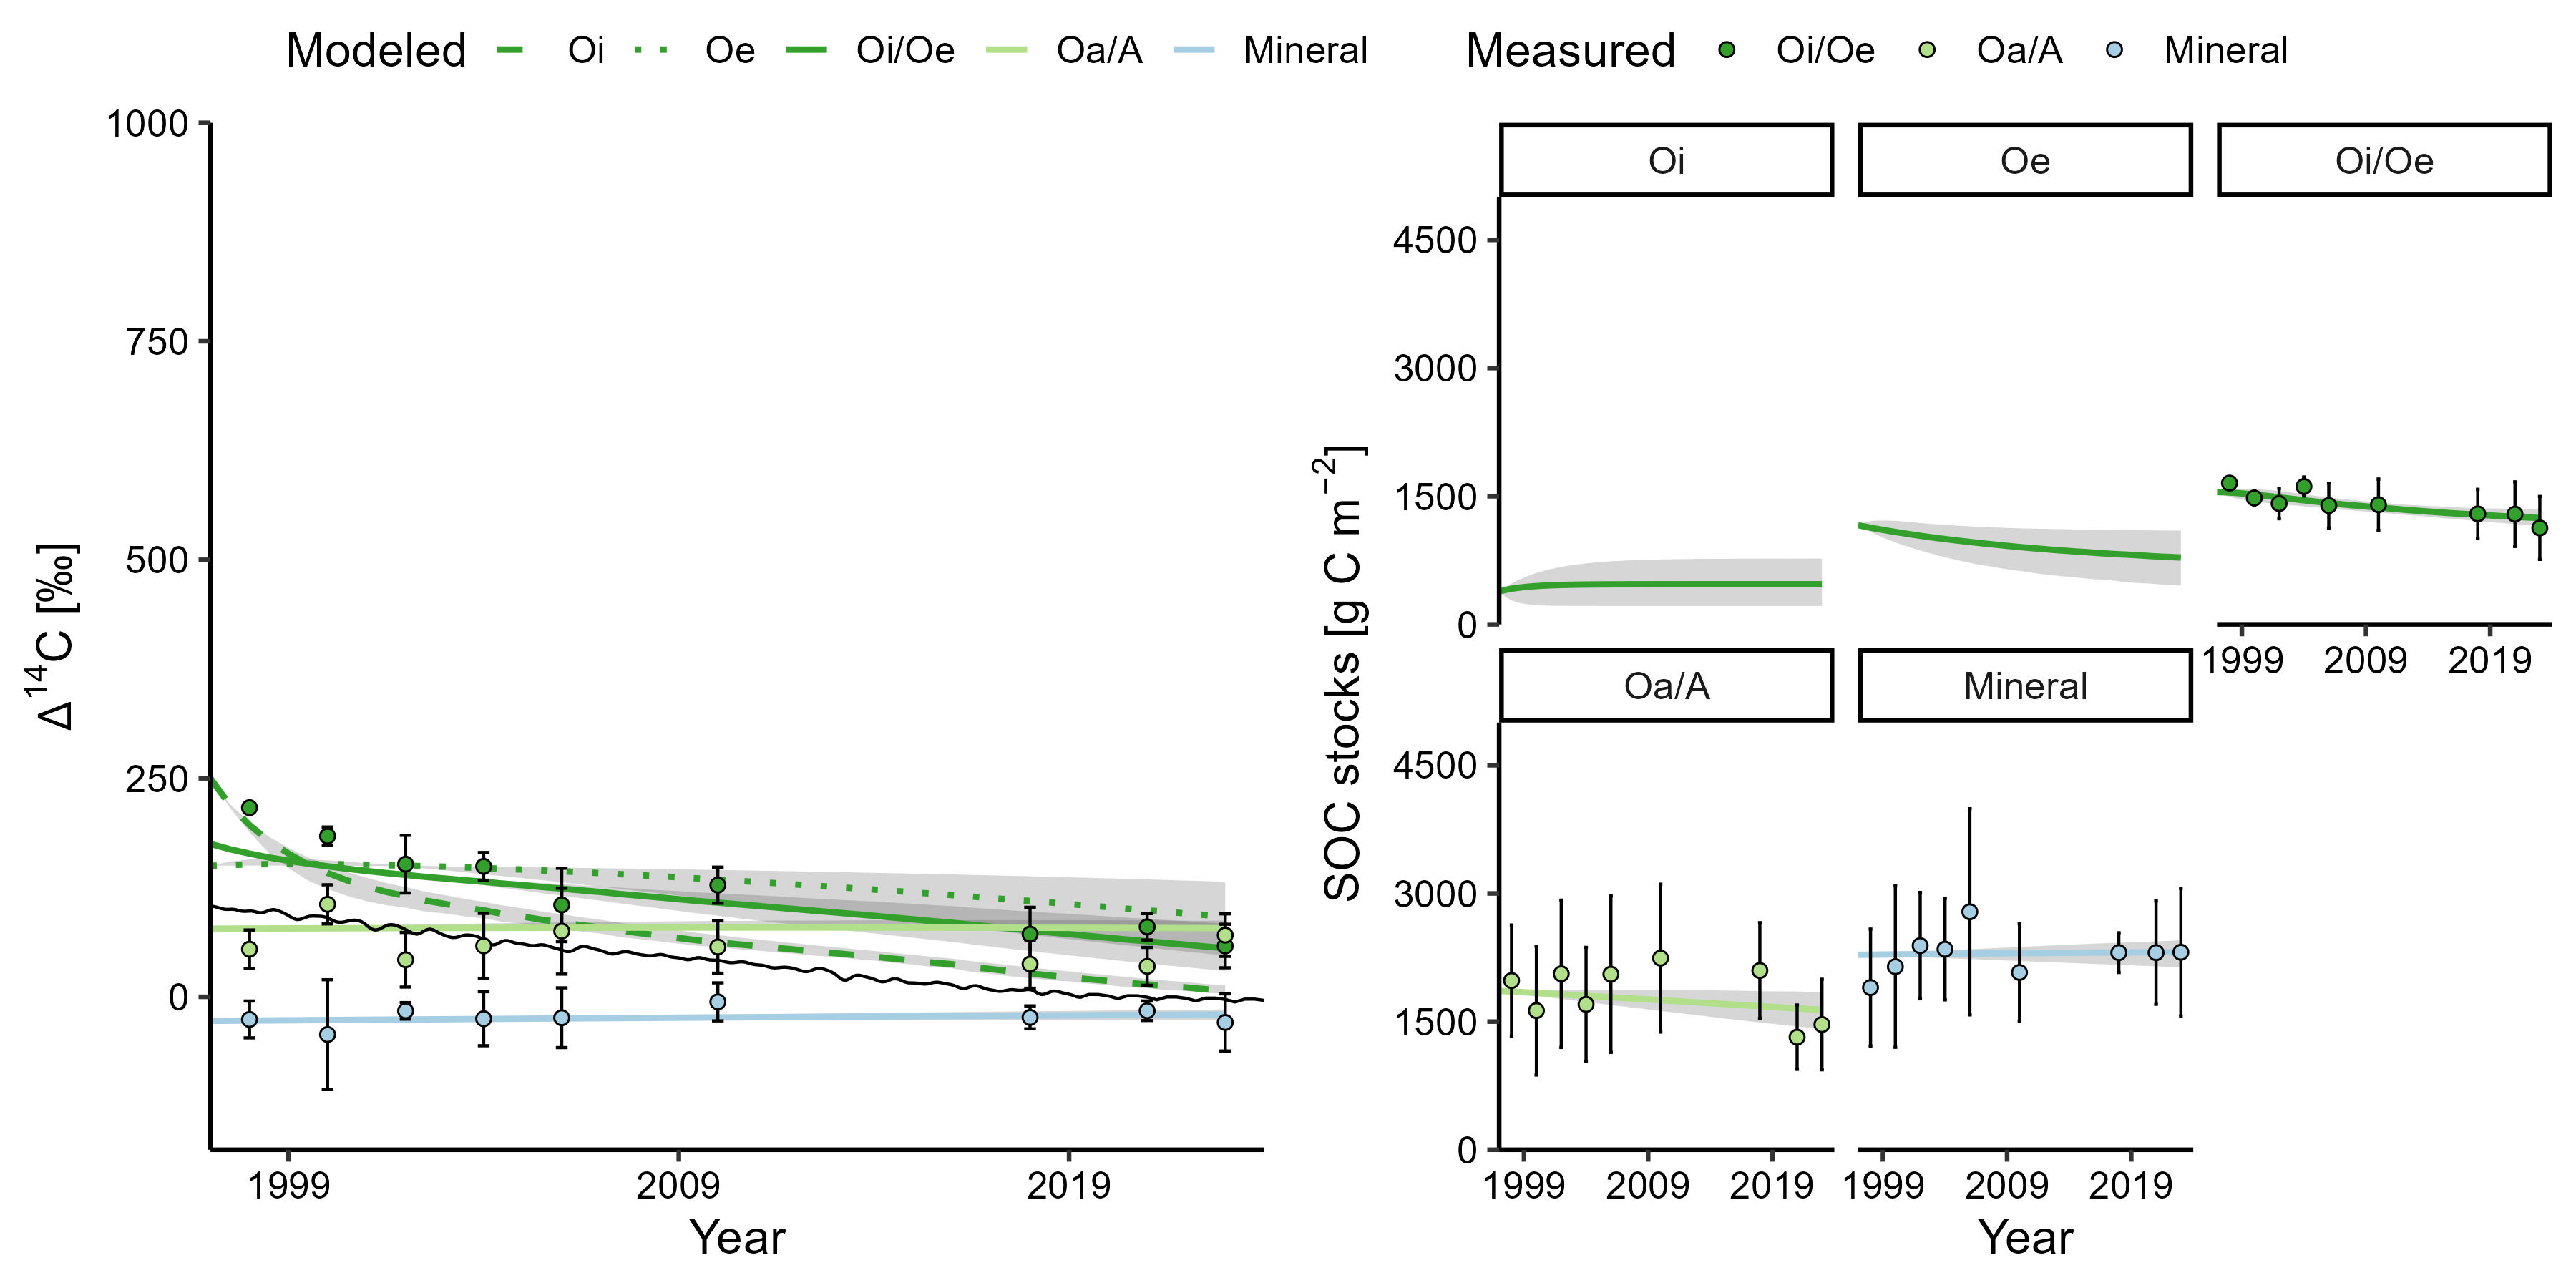 Modeled Oi Oe Oi/Oe Oa/A Mineral Measured Oi/Oe Oa/A Mineral
1000
750
500
250
0
Δ¹⁴C [‰]
1999 2009 2019
Year
Oi Oe Oi/Oe
4500
3000
1500
0
1999 2009 2019
SOC stocks [g C m⁻²]
Oa/A Mineral
4500
3000
1500
0
1999 2009 2019 1999 2009 2019
Year